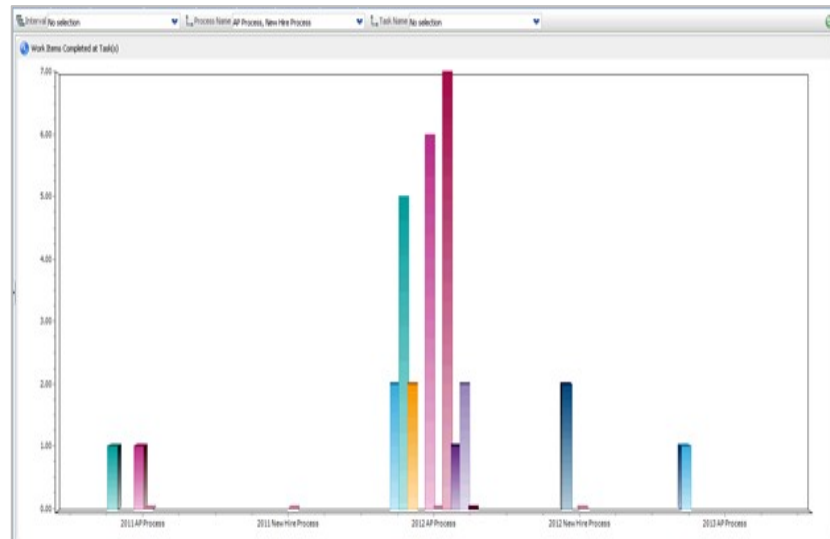 Interval No selection Process Name AP Process, New Hire Process Task Name No selection
Work Items Completed at Task(s)
7.00
6.00
5.00
4.00
3.00
2.00
1.00
0.00
2011 AP Process 2011 New Hire Process 2012 AP Process 2012 New Hire Process 2013 AP Process